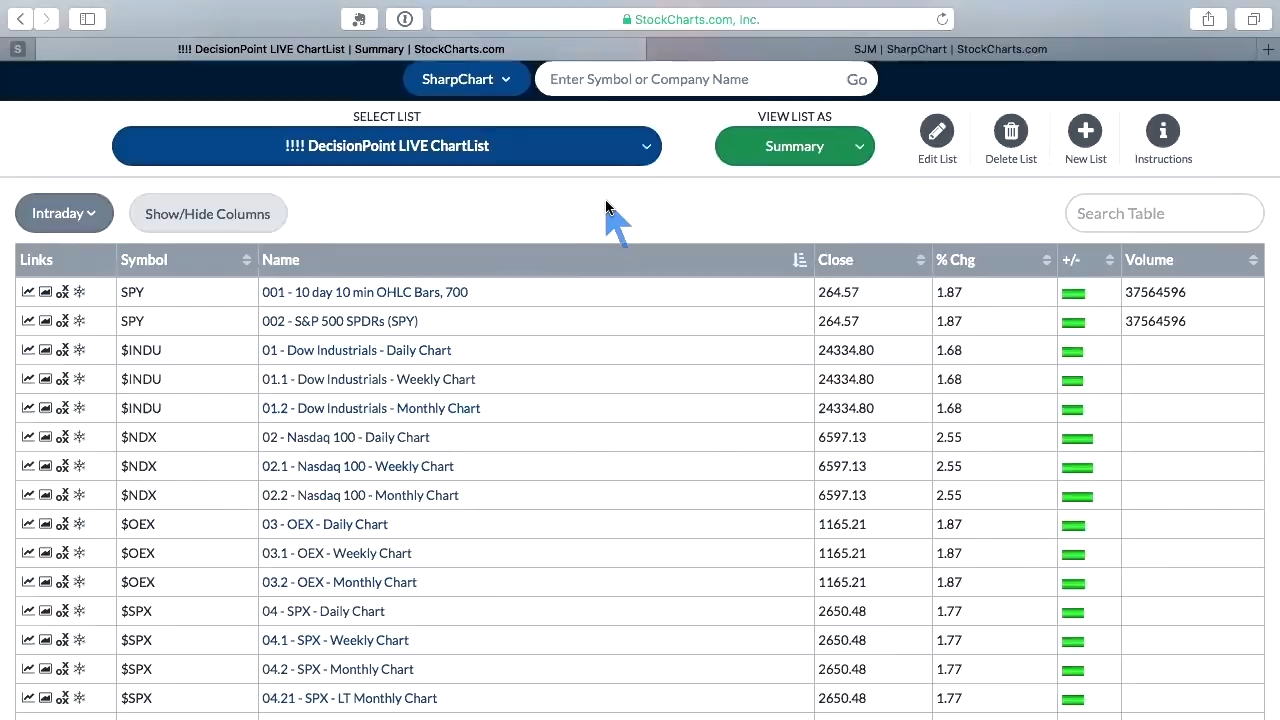 StockCharts.com, Inc.
S
!!!! DecisionPoint LIVE ChartList | Summary | StockCharts.com
SJM | SharpChart | StockCharts.com
SharpChart
Enter Symbol or Company Name
Go
SELECT LIST
!!!! DecisionPoint LIVE ChartList
VIEW LIST AS
Summary
Edit List
Delete List
New List
Instructions
Intraday
Show/Hide Columns
Search Table
Links Symbol Name Close % Chg +/- Volume
SPY 001 - 10 day 10 min OHLC Bars, 700 264.57 1.87 37564596
SPY 002 - S&P 500 SPDRs (SPY) 264.57 1.87 37564596
$INDU 01 - Dow Industrials - Daily Chart 24334.80 1.68
$INDU 01.1 - Dow Industrials - Weekly Chart 24334.80 1.68
$INDU 01.2 - Dow Industrials - Monthly Chart 24334.80 1.68
$NDX 02 - Nasdaq 100 - Daily Chart 6597.13 2.55
$NDX 02.1 - Nasdaq 100 - Weekly Chart 6597.13 2.55
$NDX 02.2 - Nasdaq 100 - Monthly Chart 6597.13 2.55
$OEX 03 - OEX - Daily Chart 1165.21 1.87
$OEX 03.1 - OEX - Weekly Chart 1165.21 1.87
$OEX 03.2 - OEX - Monthly Chart 1165.21 1.87
$SPX 04 - SPX - Daily Chart 2650.48 1.77
$SPX 04.1 - SPX - Weekly Chart 2650.48 1.77
$SPX 04.2 - SPX - Monthly Chart 2650.48 1.77
$SPX 04.21 - SPX - LT Monthly Chart 2650.48 1.77